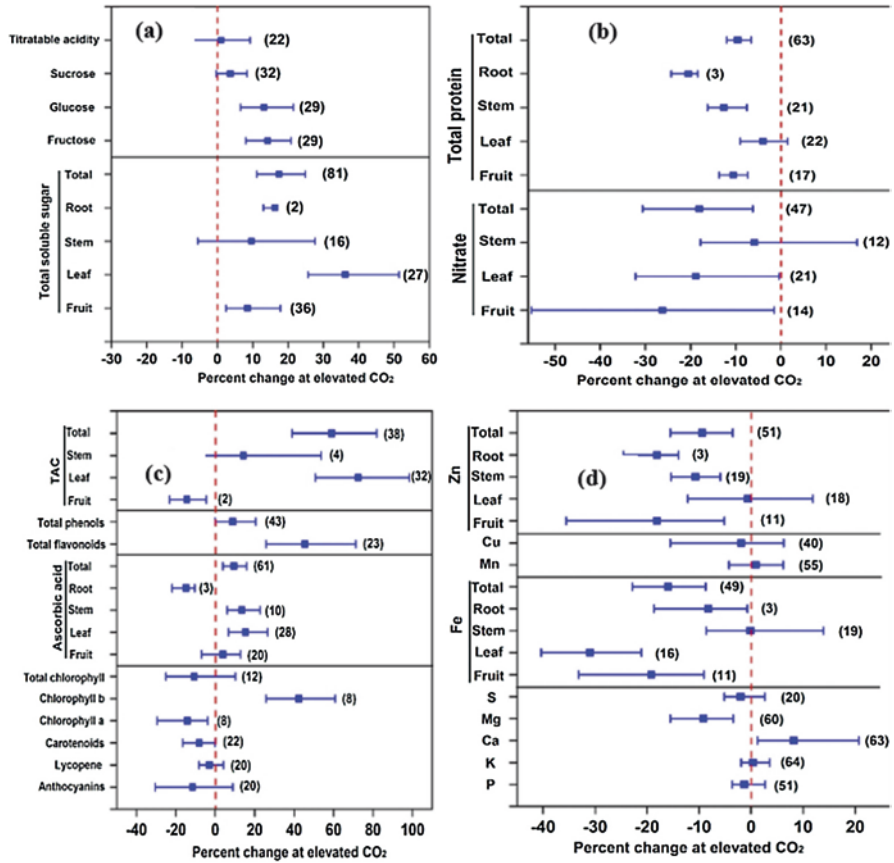 (a)
Titratable acidity (22)
Sucrose (32)
Glucose (29)
Fructose (29)
Total soluble sugar
Total (81)
Root (2)
Stem (16)
Leaf (27)
Fruit (36)
-30 -20 -10 0 10 20 30 40 50 60
Percent change at elevated CO₂
(b)
Total protein
Total (63)
Root (3)
Stem (21)
Leaf (22)
Fruit (17)
Nitrate
Total (47)
Stem (12)
Leaf (21)
Fruit (14)
-50 -40 -30 -20 -10 0 10 20
Percent change at elevated CO₂
(c)
TAC
Total (38)
Stem (4)
Leaf (32)
Fruit (2)
Total phenols (43)
Total flavonoids (23)
Ascorbic acid
Total (61)
Root (3)
Stem (10)
Leaf (28)
Fruit (20)
Total chlorophyll (12)
Chlorophyll b (8)
Chlorophyll a (8)
Carotenoids (22)
Lycopene (20)
Anthocyanins (20)
-40 -20 0 20 40 60 80 100
Percent change at elevated CO₂
(d)
Zn
Total (51)
Root (3)
Stem (19)
Leaf (18)
Fruit (11)
Cu (40)
Mn (55)
Fe
Total (49)
Root (3)
Stem (19)
Leaf (16)
Fruit (11)
S (20)
Mg (60)
Ca (63)
K (64)
P (51)
-40 -30 -20 -10 0 10 20
Percent change at elevated CO₂